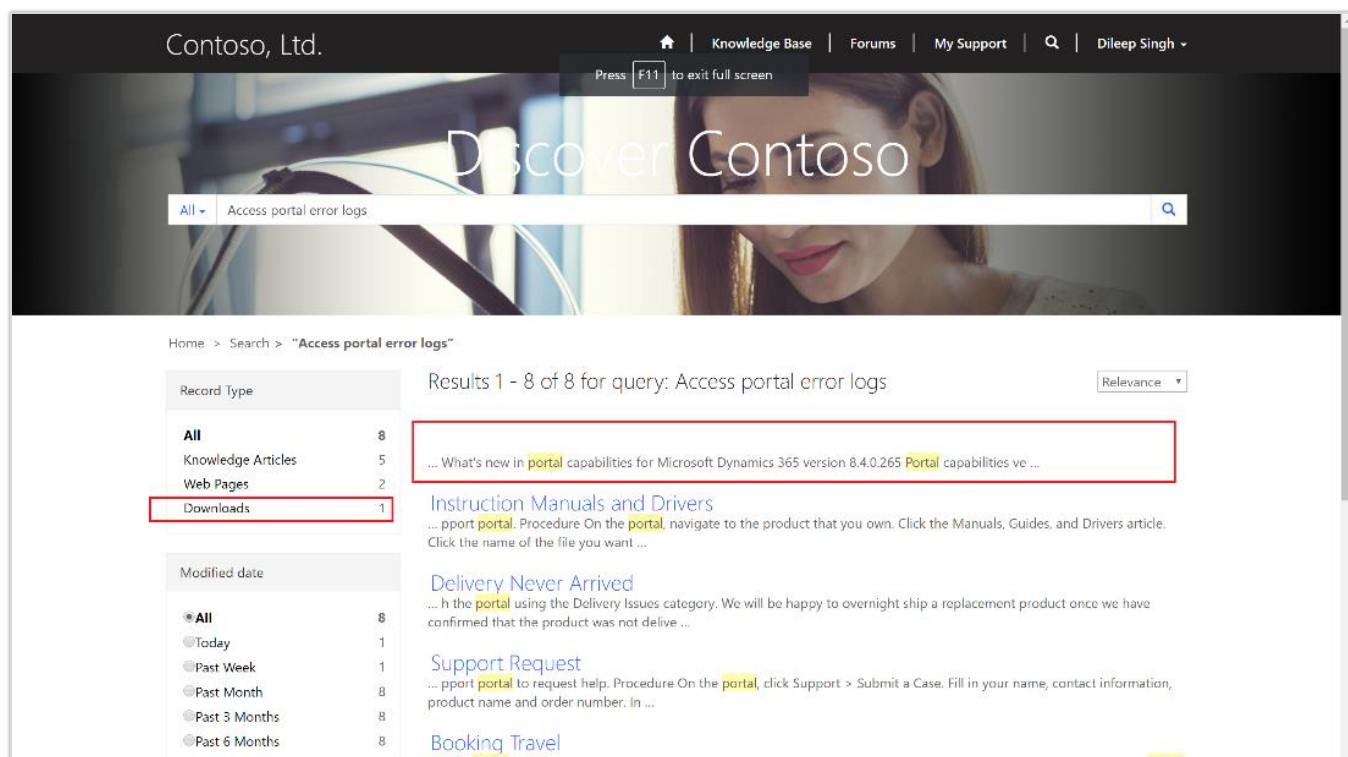 Contoso, Ltd.
Knowledge Base | Forums | My Support | Dileep Singh
Press F11 to exit full screen
Discover Contoso
All Access portal error logs
Home > Search > "Access portal error logs"
Record Type
All 8
Knowledge Articles 5
Web Pages 2
Downloads 1
Modified date
All 8
Today 1
Past Week 1
Past Month 8
Past 3 Months 8
Past 6 Months 8
Results 1 - 8 of 8 for query: Access portal error logs
Relevance
... What's new in portal capabilities for Microsoft Dynamics 365 version 8.4.0.265 Portal capabilities ve ...
Instruction Manuals and Drivers
... pport portal. Procedure On the portal, navigate to the product that you own. Click the Manuals, Guides, and Drivers article.
Click the name of the file you want ...
Delivery Never Arrived
... h the portal using the Delivery Issues category. We will be happy to overnight ship a replacement product once we have
confirmed that the product was not delive ...
Support Request
... pport portal to request help. Procedure On the portal, click Support > Submit a Case. Fill in your name, contact information,
product name and order number. In ...
Booking Travel